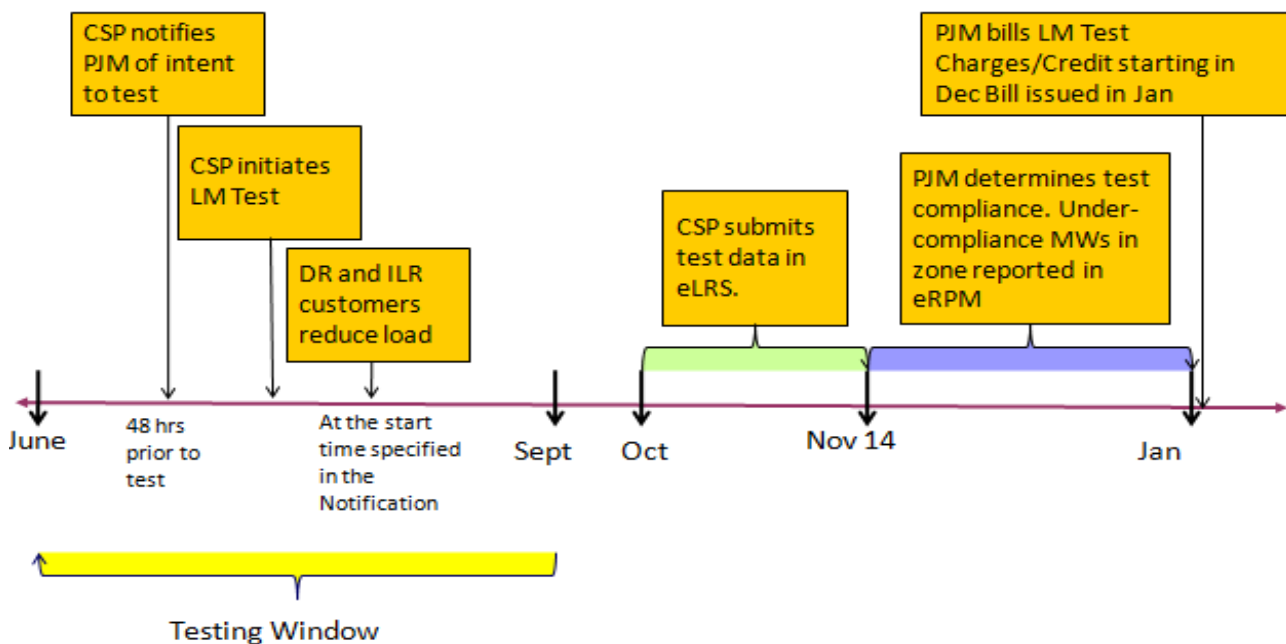 CSP notifies
PJM of intent
to test
PJM bills LM Test
Charges/Credit starting in
Dec Bill issued in Jan
CSP initiates
LM Test
PJM determines test
compliance. Under-
compliance MWs in
zone reported in
eRPM
CSP submits
test data in
eLRS.
DR and ILR
customers
reduce load
June
48 hrs
prior to
test
At the start
time specified
in the
Notification
Sept
Oct
Nov 14
Jan
Testing Window